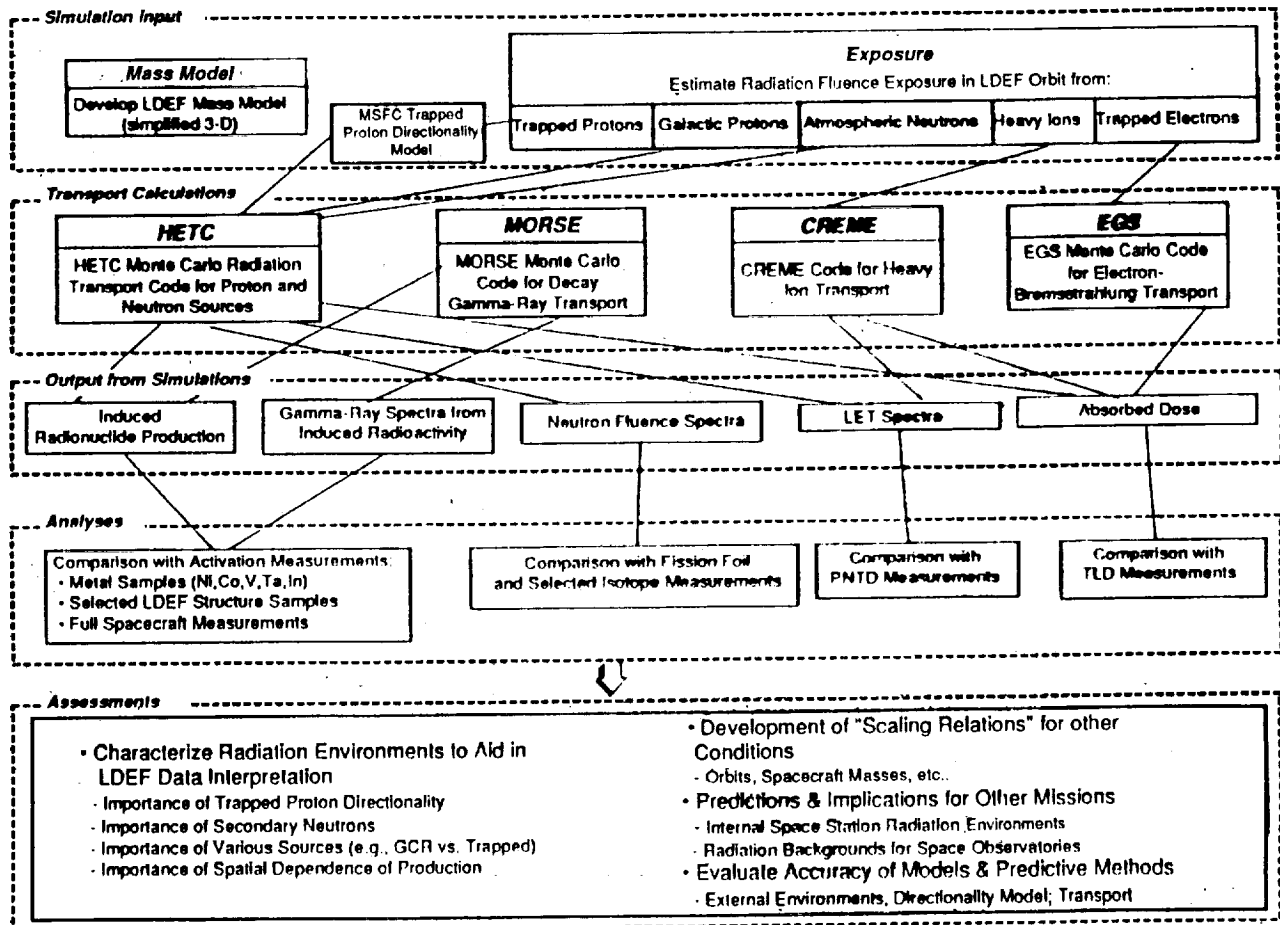 Simulation Input
Mass Model
Develop LDEF Mass Model
(simplified 3-D)
MSFC Trapped
Proton Directionality
Model
Exposure
Estimate Radiation Fluence Exposure in LDEF Orbit from:
Trapped Protons
Galactic Protons
Atmospheric Neutrons
Heavy Ions
Trapped Electrons
Transport Calculations
HETC
HETC Monte Carlo Radiation
Transport Code for Proton and
Neutron Sources
MORSE
MORSE Monte Carlo
Code for Decay
Gamma-Ray Transport
CREME
CREME Code for Heavy
Ion Transport
EGS
EGS Monte Carlo Code
for Electron-
Bremsstrahlung Transport
Output from Simulations
Induced
Radionuclide Production
Gamma-Ray Spectra from
Induced Radioactivity
Neutron Fluence Spectra
LET Spectra
Absorbed Dose
Analyses
Comparison with Activation Measurements:
• Metal Samples (Ni,Co,V,Ta,In)
• Selected LDEF Structure Samples
• Full Spacecraft Measurements
Comparison with Fission Foil
and Selected Isotope Measurements
Comparison with
PNTD Measurements
Comparison with
TLD Measurements
Assessments
• Characterize Radiation Environments to Aid in
LDEF Data Interpretation
- Importance of Trapped Proton Directionality
- Importance of Secondary Neutrons
- Importance of Various Sources (e.g., GCR vs. Trapped)
- Importance of Spatial Dependence of Production
• Development of "Scaling Relations" for other
Conditions
- Orbits, Spacecraft Masses, etc..
• Predictions & Implications for Other Missions
- Internal Space Station Radiation Environments
- Radiation Backgrounds for Space Observatories
• Evaluate Accuracy of Models & Predictive Methods
- External Environments, Directionality Model; Transport